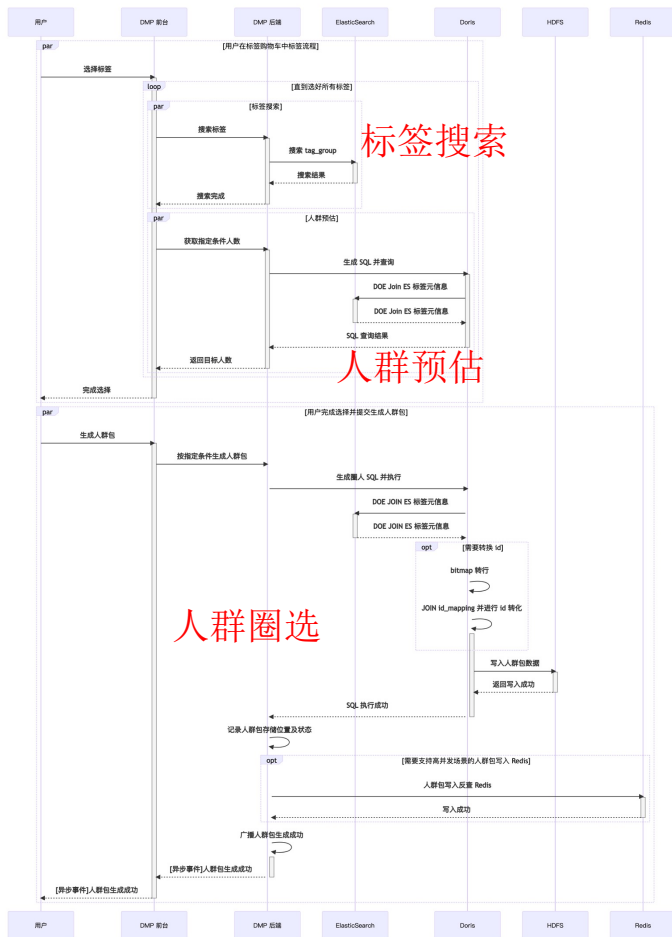 用户 DMP 前台 DMP 后端 ElasticSearch Doris HDFS Redis
par [用户在标签购物车中标签流程]
选择标签
loop [直到选好所有标签]
par [标签搜索]
搜索标签
标签搜索
搜索 tag_group
搜索结果
搜索完成
par [人群预估]
获取指定条件人数
生成 SQL 并查询
DOE Join ES 标签元信息
DOE Join ES 标签元信息
SQL 查询结果
返回目标人数
人群预估
完成选择
par [用户完成选择并提交生成人群包]
生成人群包
按指定条件生成人群包
生成圈人 SQL 并执行
DOE JOIN ES 标签元信息
DOE JOIN ES 标签元信息
opt [需要转换 id]
bitmap 转行
JOIN id_mapping 并进行 id 转化
人群圈选
写入人群包数据
返回写入成功
SQL 执行成功
记录人群包存储位置及状态
opt [需要支持高并发场景的人群包写入 Redis]
人群包写入反查 Redis
写入成功
广播人群包生成成功
[异步事件]人群包生成成功
[异步事件]人群包生成成功
用户 DMP 前台 DMP 后端 ElasticSearch Doris HDFS Redis